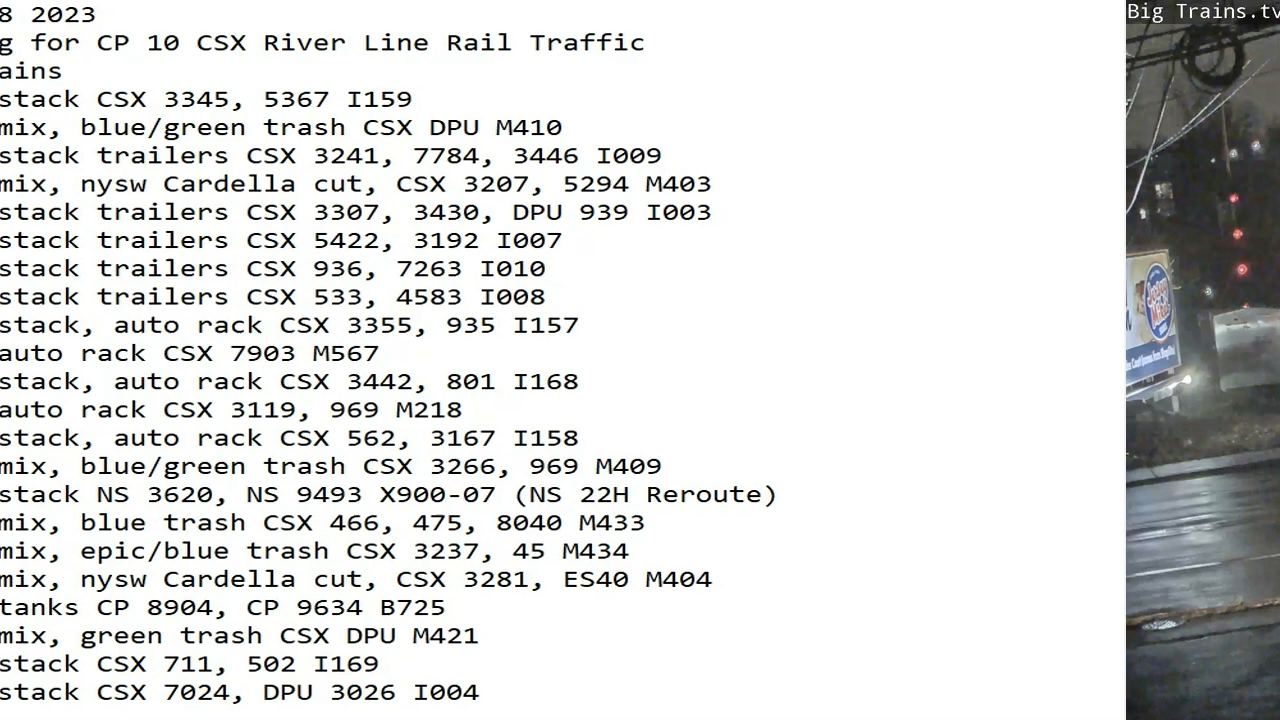 8 2023
g for CP 10 CSX River Line Rail Traffic
ains
stack CSX 3345, 5367 I159
mix, blue/green trash CSX DPU M410
stack trailers CSX 3241, 7784, 3446 I009
mix, nysw Cardella cut, CSX 3207, 5294 M403
stack trailers CSX 3307, 3430, DPU 939 I003
stack trailers CSX 5422, 3192 I007
stack trailers CSX 936, 7263 I010
stack trailers CSX 533, 4583 I008
stack, auto rack CSX 3355, 935 I157
auto rack CSX 7903 M567
stack, auto rack CSX 3442, 801 I168
auto rack CSX 3119, 969 M218
stack, auto rack CSX 562, 3167 I158
mix, blue/green trash CSX 3266, 969 M409
stack NS 3620, NS 9493 X900-07 (NS 22H Reroute)
mix, blue trash CSX 466, 475, 8040 M433
mix, epic/blue trash CSX 3237, 45 M434
mix, nysw Cardella cut, CSX 3281, ES40 M404
tanks CP 8904, CP 9634 B725
mix, green trash CSX DPU M421
stack CSX 711, 502 I169
stack CSX 7024, DPU 3026 I004
Big Trains.tv
Jersey
Mike's